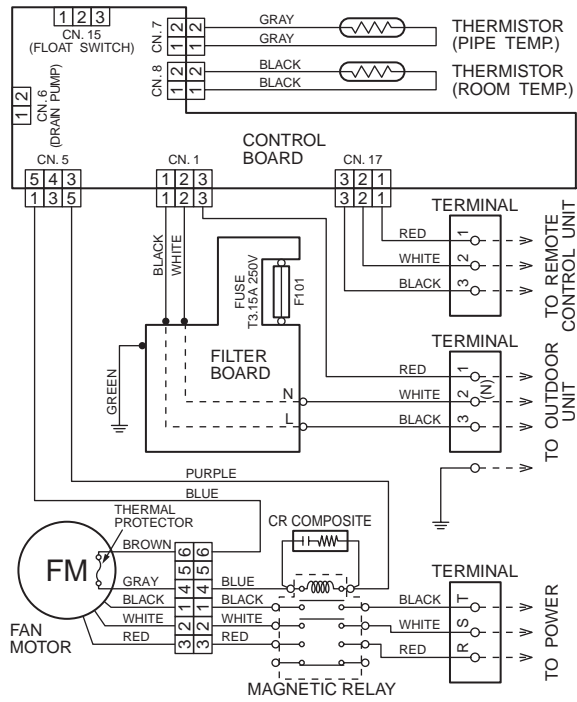 1 2 3
CN. 15
(FLOAT SWITCH)
CN. 7
2 2
1 1
GRAY
GRAY
THERMISTOR
(PIPE TEMP.)
CN. 8
2 2
1 1
BLACK
BLACK
THERMISTOR
(ROOM TEMP.)
1 2
CN. 6
(DRAIN PUMP)
CONTROL
BOARD
CN. 5
5 4 3
1 3 5
CN. 1
1 2 3
1 2 3
CN. 17
3 2 1
3 2 1
TERMINAL
RED
1
WHITE
2
BLACK
3
TO REMOTE
CONTROL UNIT
BLACK
WHITE
FUSE
T3.15A 250V
F101
FILTER
BOARD
GREEN
N
L
TERMINAL
RED
1
WHITE
2
(N)
BLACK
3
TO OUTDOOR
UNIT
PURPLE
BLUE
THERMAL
PROTECTOR
CR COMPOSITE
FM
FAN
MOTOR
BROWN
6 6
5 5
GRAY
4 4
BLUE
BLACK
1 1
BLACK
WHITE
2 2
WHITE
RED
3 3
RED
MAGNETIC RELAY
TERMINAL
BLACK
T
WHITE
S
RED
R
TO POWER